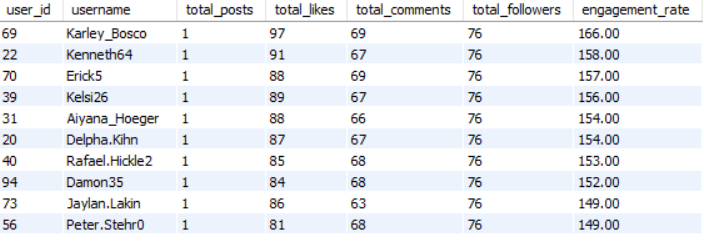 user_id username total_posts total_likes total_comments total_followers engagement_rate
69 Karley_Bosco 1 97 69 76 166.00
22 Kenneth64 1 91 67 76 158.00
70 Erick5 1 88 69 76 157.00
39 Kelsi26 1 89 67 76 156.00
31 Aiyana_Hoeger 1 88 66 76 154.00
20 Delpha.Kihn 1 87 67 76 154.00
40 Rafael.Hickle2 1 85 68 76 153.00
94 Damon35 1 84 68 76 152.00
73 Jaylan.Lakin 1 86 63 76 149.00
56 Peter.Stehr0 1 81 68 76 149.00